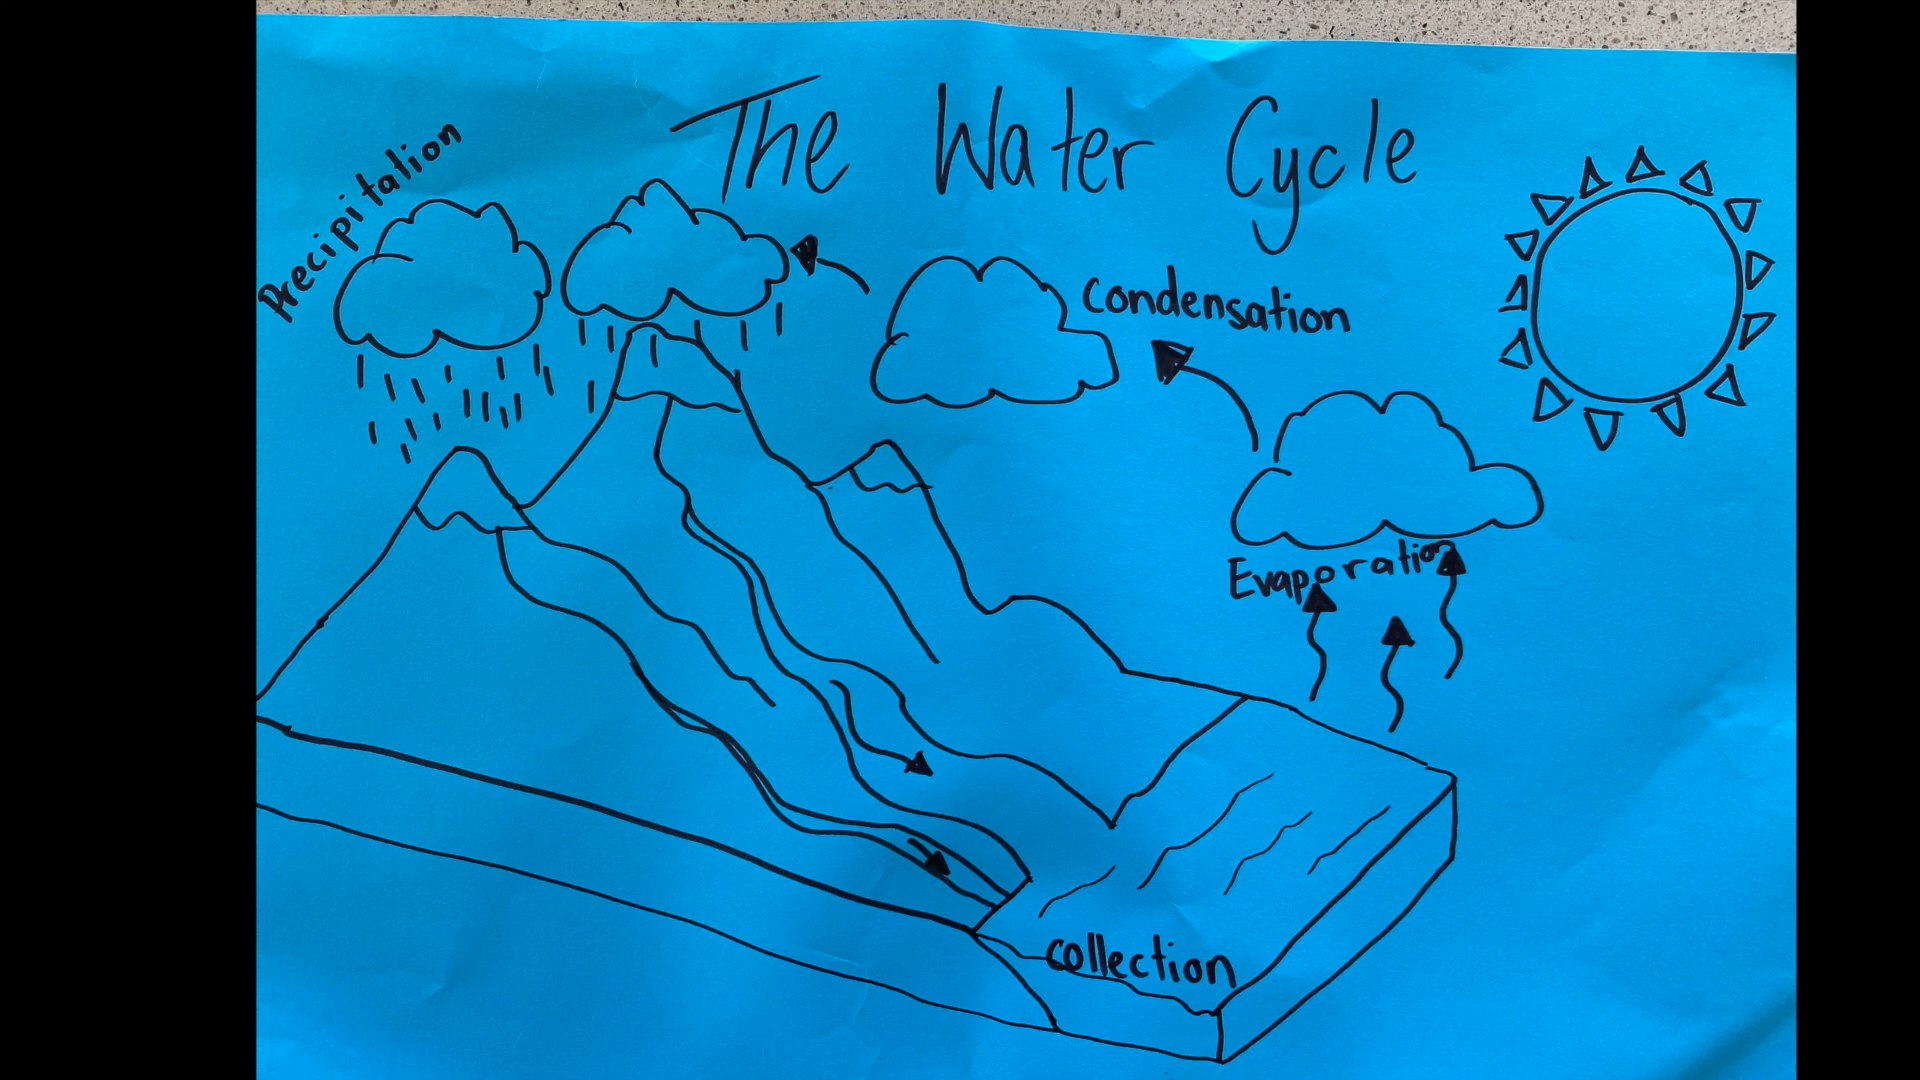 The Water Cycle
Precipitation
condensation
Evaporation
collection